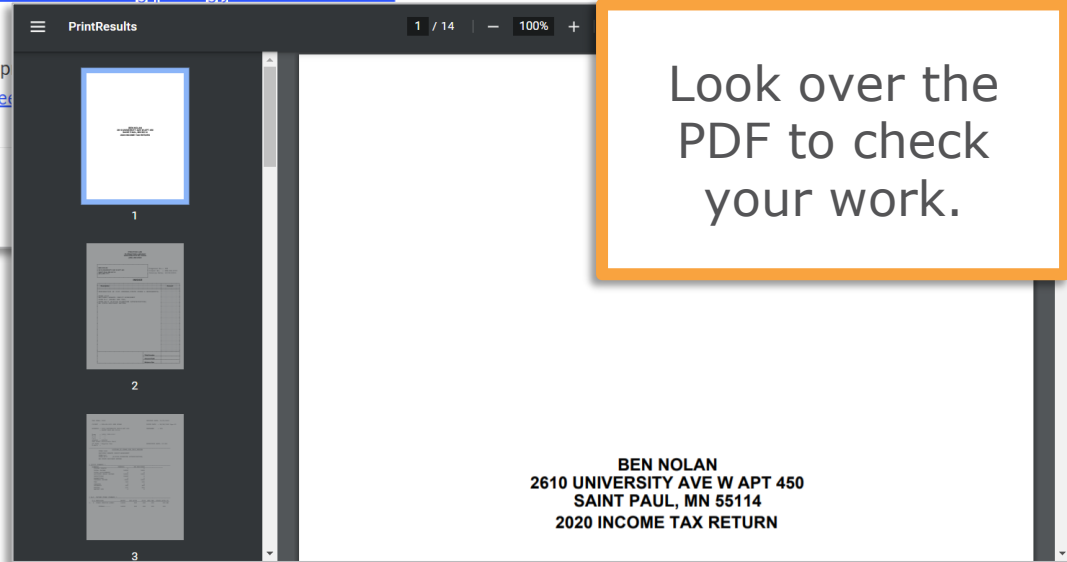 PrintResults
1 / 14
100%
Look over the
PDF to check
your work.
1
2
3
BEN NOLAN
2610 UNIVERSITY AVE W APT 450
SAINT PAUL, MN 55114
2020 INCOME TAX RETURN